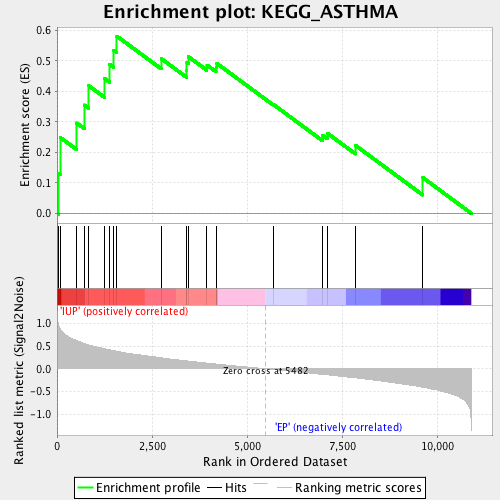 Enrichment plot: KEGG_ASTHMA
Enrichment score (ES)
0.6
0.5
0.4
0.3
0.2
0.1
0.0
'IUP' (positively correlated)
Ranked list metric (Signal2Noise)
1.0
0.5
0.0
-0.5
-1.0
Zero cross at 5482
'EP' (negatively correlated)
0 2,500 5,000 7,500 10,000
Rank in Ordered Dataset
Enrichment profile Hits Ranking metric scores